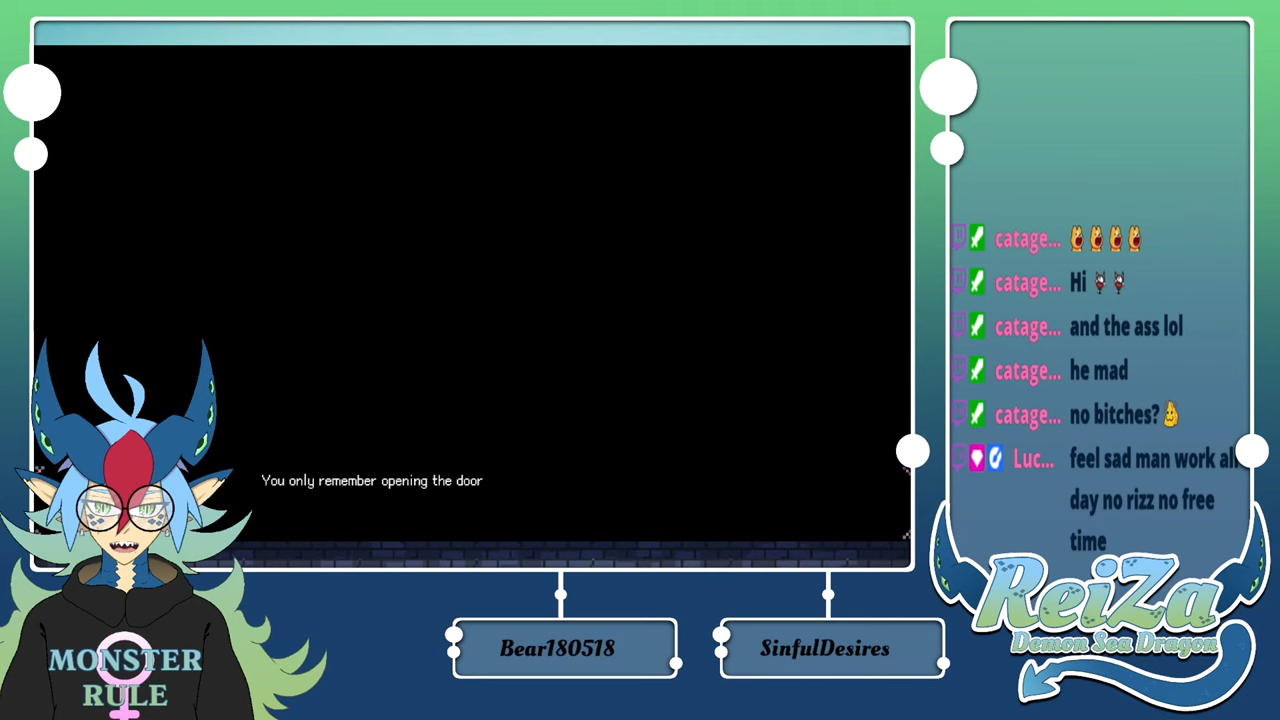 You only remember opening the door
catage...
catage... Hi
catage... and the ass lol
catage... he mad
catage... no bitches?
Luc... feel sad man work all
day no rizz no free
time
MONSTER
RULE
Bear180518
SinfulDesires
ReiZa
Demon Sea Dragon